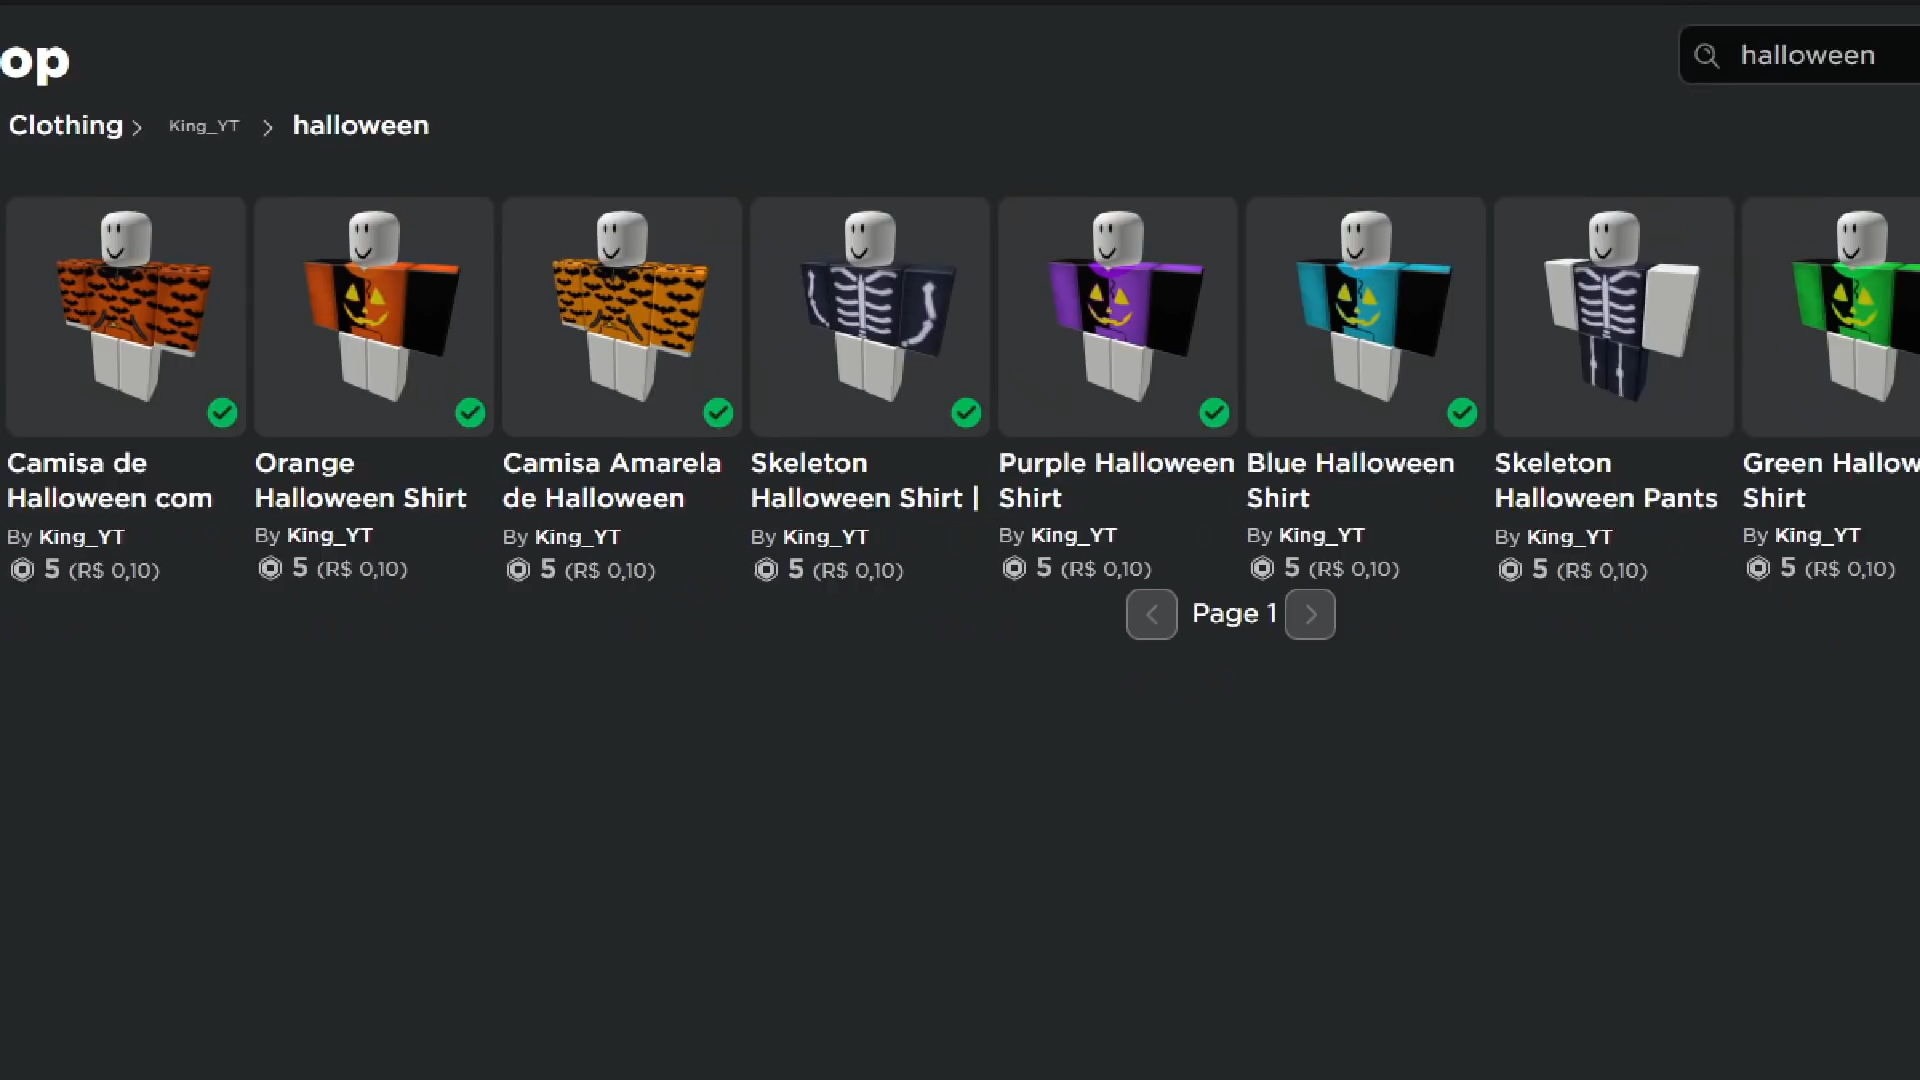 op
halloween
Clothing > King_YT > halloween
Camisa de
Halloween com
By King_YT
5 (R$ 0,10)
Orange
Halloween Shirt
By King_YT
5 (R$ 0,10)
Camisa Amarela
de Halloween
By King_YT
5 (R$ 0,10)
Skeleton
Halloween Shirt |
By King_YT
5 (R$ 0,10)
Purple Halloween
Shirt
By King_YT
5 (R$ 0,10)
Blue Halloween
Shirt
By King_YT
5 (R$ 0,10)
Skeleton
Halloween Pants
By King_YT
5 (R$ 0,10)
Green Hallow
Shirt
By King_YT
5 (R$ 0,10)
< Page 1 >